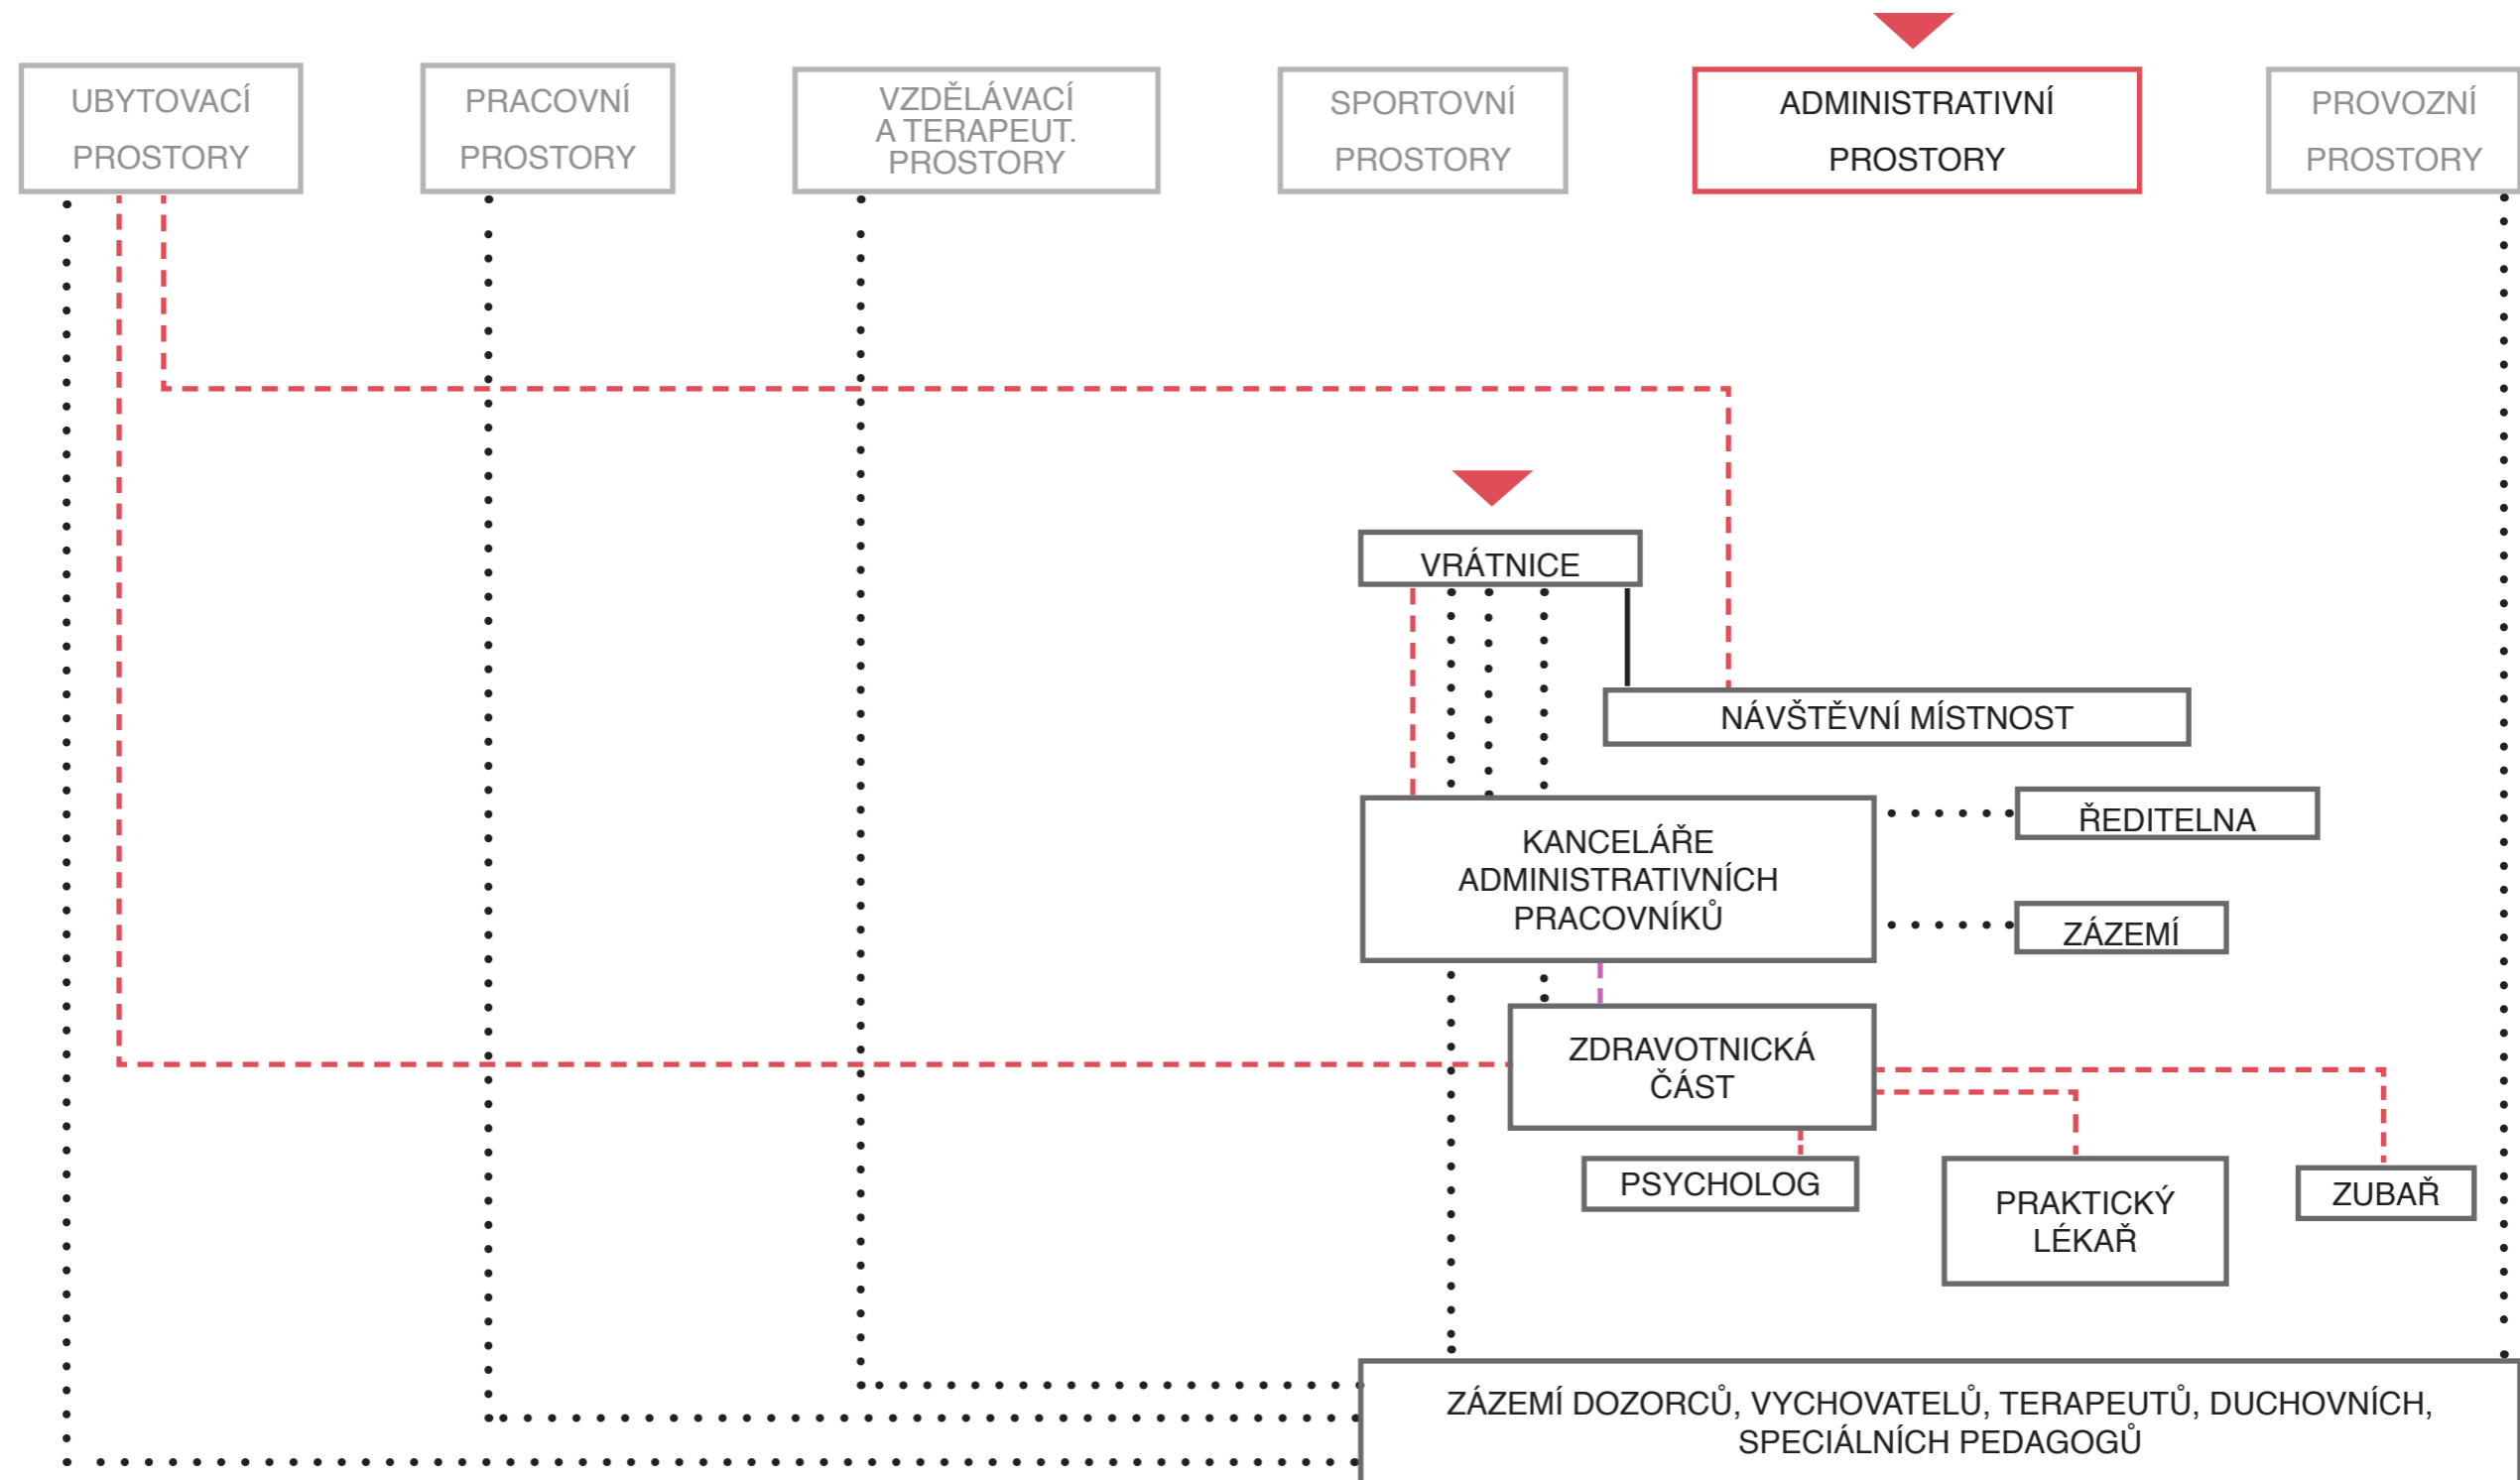 UBYTOVACÍ
PROSTORY
PRACOVNÍ
PROSTORY
VZDĚLÁVACÍ
A TERAPEUT.
PROSTORY
SPORTOVNÍ
PROSTORY
ADMINISTRATIVNÍ
PROSTORY
PROVOZNÍ
PROSTORY
VRÁTNICE
NÁVŠTĚVNÍ MÍSTNOST
KANCELÁŘE
ADMINISTRATIVNÍCH
PRACOVNÍKŮ
ŘEDITELNA
ZÁZEMÍ
ZDRAVOTNICKÁ
ČÁST
PSYCHOLOG
PRAKTICKÝ
LÉKAŘ
ZUBAŘ
ZÁZEMÍ DOZORCŮ, VYCHOVATELŮ, TERAPEUTŮ, DUCHOVNÍCH,
SPECIÁLNÍCH PEDAGOGŮ